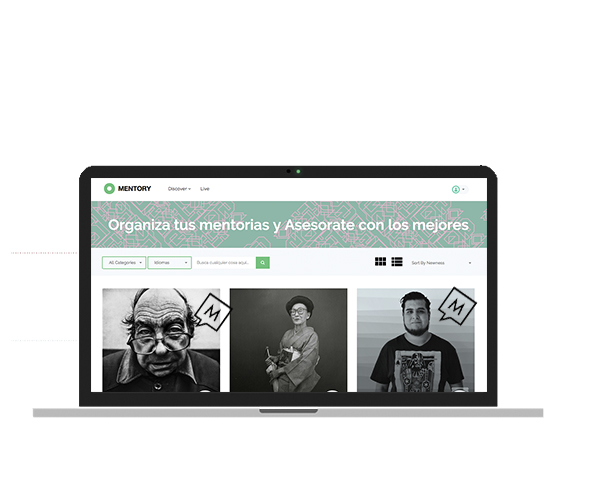 MENTORY
Discover
Live
Organiza tus mentorias y Asesorate con los mejores
All Categories
Idiomas
Busca cualquier cosa aquí...
Sort By Newness
M
M